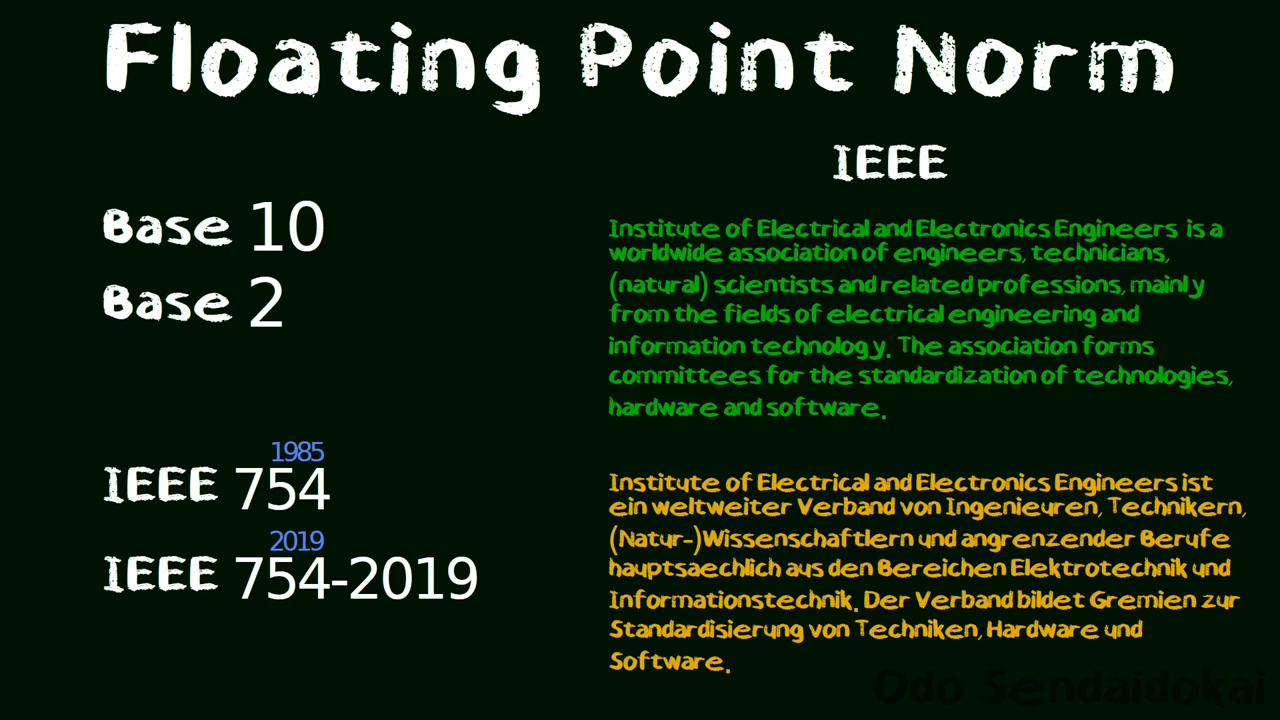 Floating Point Norm
IEEE
Base 10
Base 2
Institute of Electrical and Electronics Engineers is a
worldwide association of engineers, technicians,
(natural) scientists and related professions, mainly
from the fields of electrical engineering and
information technology. The association forms
committees for the standardization of technologies,
hardware and software.
1985
IEEE 754
2019
IEEE 754-2019
Institute of Electrical and Electronics Engineers ist
ein weltweiter Verband von Ingenieuren, Technikern,
(Natur-)Wissenschaftlern und angrenzender Berufe
hauptsaechlich aus den Bereichen Elektrotechnik und
Informationstechnik. Der Verband bildet Gremien zur
Standardisierung von Techniken, Hardware und
Software.
Odo Sendaidokai